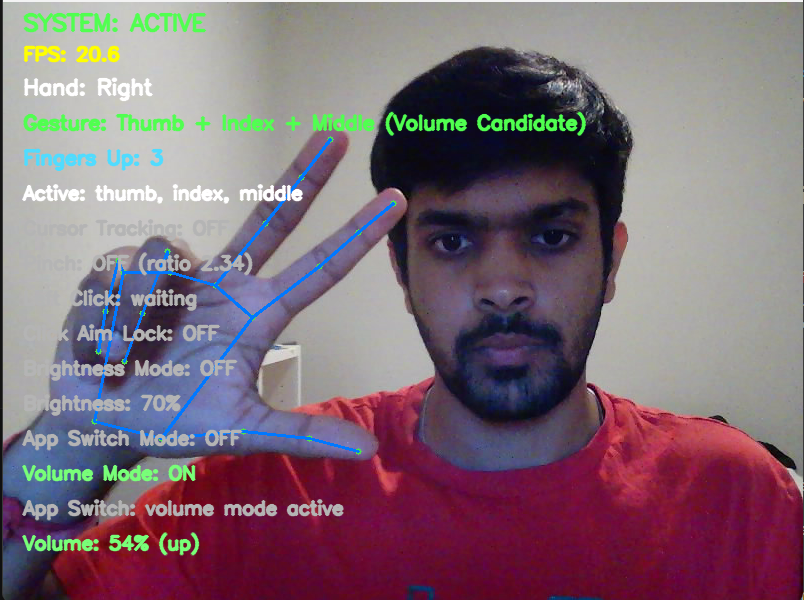 SYSTEM: ACTIVE
FPS: 20.6
Hand: Right
Gesture: Thumb + Index + Middle (Volume Candidate)
Fingers Up: 3
Active: thumb, index, middle
Cursor Tracking: OFF
Pinch: OFF (ratio 2.34)
Click: waiting
Click Aim Lock: OFF
Brightness Mode: OFF
Brightness: 70%
App Switch Mode: OFF
Volume Mode: ON
App Switch: volume mode active
Volume: 54% (up)